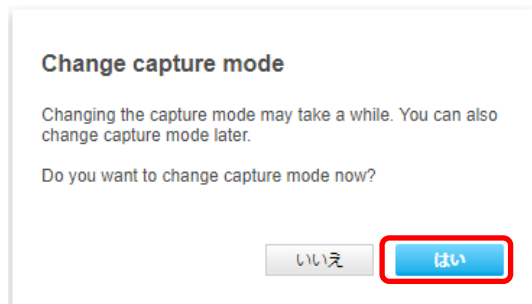 Change capture mode
Changing the capture mode may take a while. You can also
change capture mode later.
Do you want to change capture mode now?
いいえ
はい